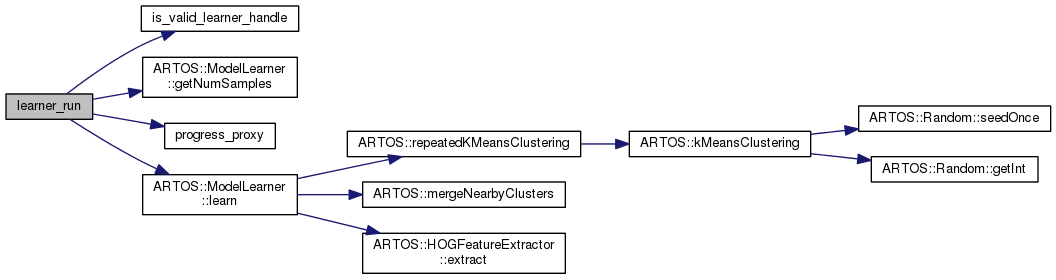 learner_run
is_valid_learner_handle
ARTOS::ModelLearner
::getNumSamples
progress_proxy
ARTOS::ModelLearner
::learn
ARTOS::repeatedKMeansClustering
ARTOS::mergeNearbyClusters
ARTOS::HOGFeatureExtractor
::extract
ARTOS::kMeansClustering
ARTOS::Random::seedOnce
ARTOS::Random::getInt